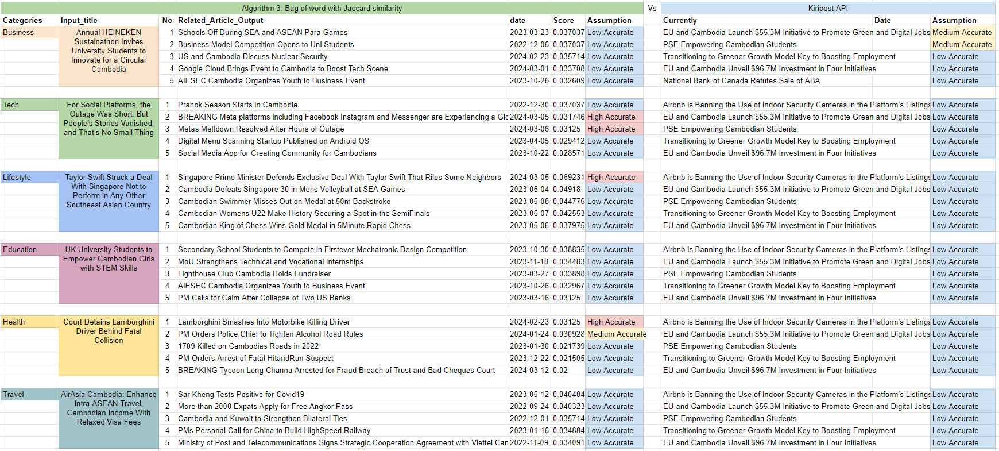 Algorithm 3: Bag of word with Jaccard similarity Vs Kiripost API
Categories Input_title No Related_Article_Output date Score Assumption Currently Date Assumption
Business Annual HEINEKEN Sustainathon Invites University Students to Innovate for a Circular Cambodia 1 Schools Off During SEA and ASEAN Para Games 2023-03-23 0.037037 Low Accurate EU and Cambodia Launch $55.3M Initiative to Promote Green and Digital Jobs Medium Accurate
2 Business Model Competition Opens to Uni Students 2022-12-06 0.037037 Low Accurate PSE Empowering Cambodian Students Medium Accurate
3 US and Cambodia Discuss Nuclear Security 2024-02-23 0.035714 Low Accurate Transitioning to Greener Growth Model Key to Boosting Employment Low Accurate
4 Google Cloud Brings Event to Cambodia to Boost Tech Scene 2024-03-01 0.033708 Low Accurate EU and Cambodia Unveil $96.7M Investment in Four Initiatives Low Accurate
5 AIESEC Cambodia Organizes Youth to Business Event 2023-10-26 0.032609 Low Accurate National Bank of Canada Refutes Sale of ABA Low Accurate
Tech For Social Platforms, the Outage Was Short. But People's Stories Vanished, and That's No Small Thing 1 Prahok Season Starts in Cambodia 2022-12-30 0.037037 Low Accurate Airbnb is Banning the Use of Indoor Security Cameras in the Platform's Listings Low Accurate
2 BREAKING Meta platforms including Facebook Instagram and Messenger are Experiencing a Glo 2024-03-05 0.031746 High Accurate EU and Cambodia Launch $55.3M Initiative to Promote Green and Digital Jobs Low Accurate
3 Metas Meltdown Resolved After Hours of Outage 2024-03-06 0.03125 High Accurate PSE Empowering Cambodian Students Low Accurate
4 Digital Menu Scanning Startup Published on Android OS 2023-04-05 0.029412 Low Accurate Transitioning to Greener Growth Model Key to Boosting Employment Low Accurate
5 Social Media App for Creating Community for Cambodians 2023-10-22 0.028571 Low Accurate EU and Cambodia Unveil $96.7M Investment in Four Initiatives Low Accurate
Lifestyle Taylor Swift Struck a Deal With Singapore Not to Perform in Any Other Southeast Asian Country 1 Singapore Prime Minister Defends Exclusive Deal With Taylor Swift That Riles Some Neighbors 2024-03-05 0.069231 High Accurate Airbnb is Banning the Use of Indoor Security Cameras in the Platform's Listings Low Accurate
2 Cambodia Defeats Singapore 30 in Mens Volleyball at SEA Games 2023-05-04 0.04918 Low Accurate EU and Cambodia Launch $55.3M Initiative to Promote Green and Digital Jobs Low Accurate
3 Cambodian Swimmer Misses Out on Medal at 50m Backstroke 2023-05-08 0.044776 Low Accurate PSE Empowering Cambodian Students Low Accurate
4 Cambodian Womens U22 Make History Securing a Spot in the SemiFinals 2023-05-07 0.042553 Low Accurate Transitioning to Greener Growth Model Key to Boosting Employment Low Accurate
5 Cambodian King of Chess Wins Gold Medal in 5Minute Rapid Chess 2023-05-06 0.037975 Low Accurate EU and Cambodia Unveil $96.7M Investment in Four Initiatives Low Accurate
Education UK University Students to Empower Cambodian Girls with STEM Skills 1 Secondary School Students to Compete in Firstever Mechatronic Design Competition 2023-10-30 0.038835 Low Accurate Airbnb is Banning the Use of Indoor Security Cameras in the Platform's Listings Low Accurate
2 MoU Strengthens Technical and Vocational Internships 2023-11-18 0.034483 Low Accurate EU and Cambodia Launch $55.3M Initiative to Promote Green and Digital Jobs Low Accurate
3 Lighthouse Club Cambodia Holds Fundraiser 2023-03-27 0.033898 Low Accurate PSE Empowering Cambodian Students Low Accurate
4 AIESEC Cambodia Organizes Youth to Business Event 2023-10-26 0.032967 Low Accurate Transitioning to Greener Growth Model Key to Boosting Employment Low Accurate
5 PM Calls for Calm After Collapse of Two US Banks 2023-03-16 0.03125 Low Accurate EU and Cambodia Unveil $96.7M Investment in Four Initiatives Low Accurate
Health Court Detains Lamborghini Driver Behind Fatal Collision 1 Lamborghini Smashes Into Motorbike Killing Driver 2024-02-23 0.03125 High Accurate Airbnb is Banning the Use of Indoor Security Cameras in the Platform's Listings Low Accurate
2 PM Orders Police Chief to Tighten Alcohol Road Rules 2024-01-24 0.030928 Medium Accurate EU and Cambodia Launch $55.3M Initiative to Promote Green and Digital Jobs Low Accurate
3 1709 Killed on Cambodias Roads in 2022 2023-01-30 0.021739 Low Accurate PSE Empowering Cambodian Students Low Accurate
4 PM Orders Arrest of Fatal HitandRun Suspect 2023-12-22 0.021505 Low Accurate Transitioning to Greener Growth Model Key to Boosting Employment Low Accurate
5 BREAKING Tycoon Leng Channa Arrested for Fraud Breach of Trust and Bad Cheques Court 2024-03-12 0.02 Low Accurate EU and Cambodia Unveil $96.7M Investment in Four Initiatives Low Accurate
Travel AirAsia Cambodia: Enhance Intra-ASEAN Travel, Cambodian Income With Relaxed Visa Fees 1 Sar Kheng Tests Positive for Covid19 2023-05-12 0.040404 Low Accurate Airbnb is Banning the Use of Indoor Security Cameras in the Platform's Listings Low Accurate
2 More than 2000 Expats Apply for Free Angkor Pass 2022-09-24 0.040323 Low Accurate EU and Cambodia Launch $55.3M Initiative to Promote Green and Digital Jobs Low Accurate
3 Cambodia and Kuwait to Strengthen Bilateral Ties 2022-12-01 0.035714 Low Accurate PSE Empowering Cambodian Students Low Accurate
4 PMs Personal Call for China to Build HighSpeed Railway 2023-01-16 0.034884 Low Accurate Transitioning to Greener Growth Model Key to Boosting Employment Low Accurate
5 Ministry of Post and Telecommunications Signs Strategic Cooperation Agreement with Viettel Cam 2022-11-09 0.034091 Low Accurate EU and Cambodia Unveil $96.7M Investment in Four Initiatives Low Accurate